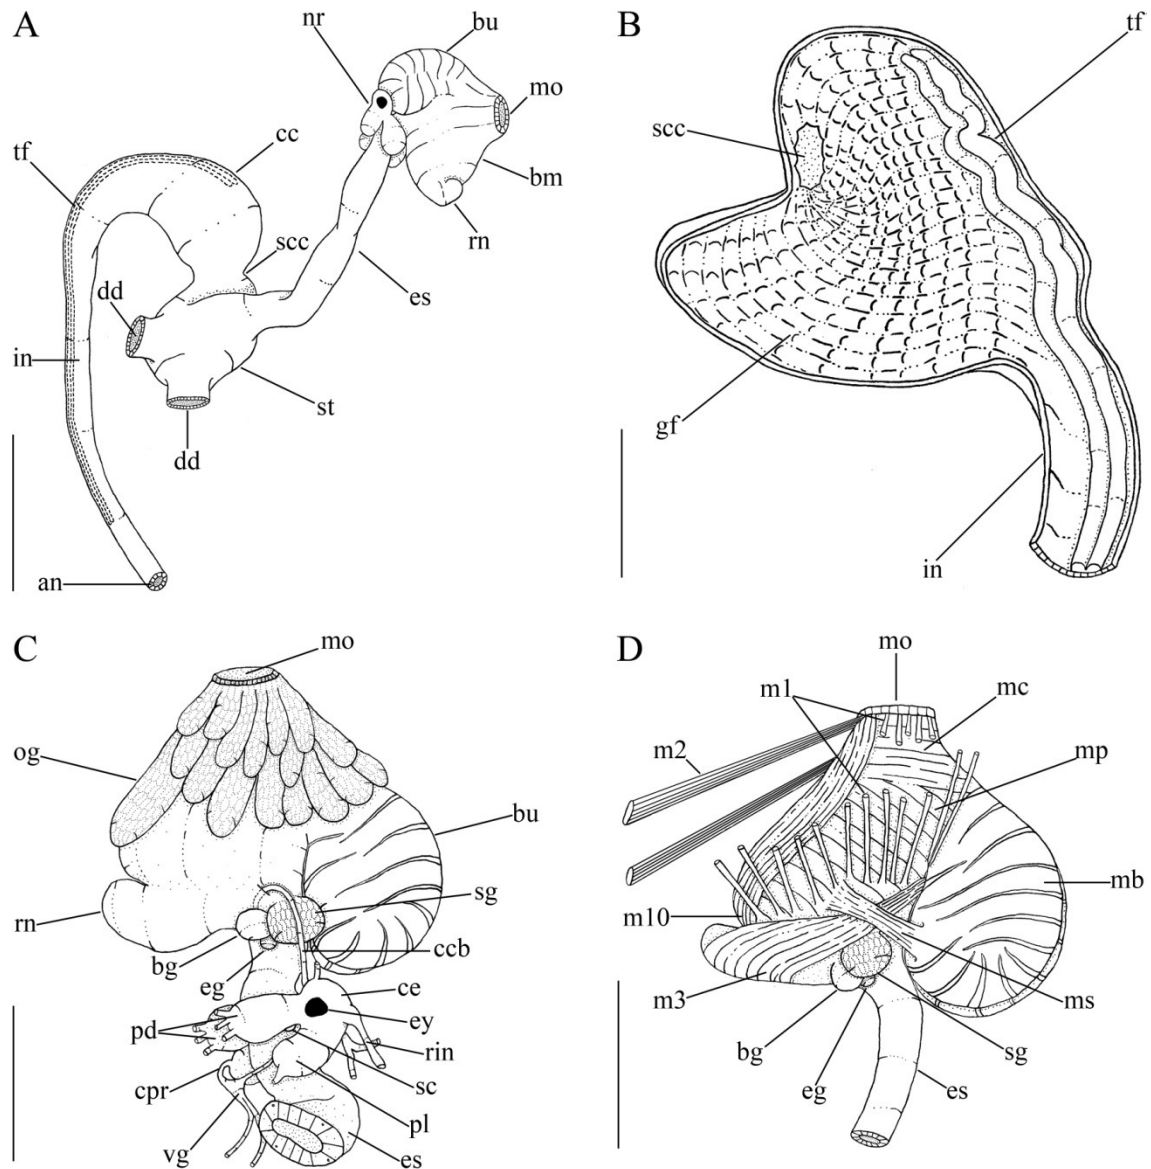 A
nr
bu
mo
tf
cc
bm
rn
scc
es
dd
in
st
dd
an
B
tf
scc
gf
in
C
mo
og
bu
rn
sg
bg
ccb
eg
ce
pd
ey
rin
cpr
sc
pl
vg
es
D
mo
m1
mc
m2
mp
mb
m10
m3
ms
bg
sg
eg
es